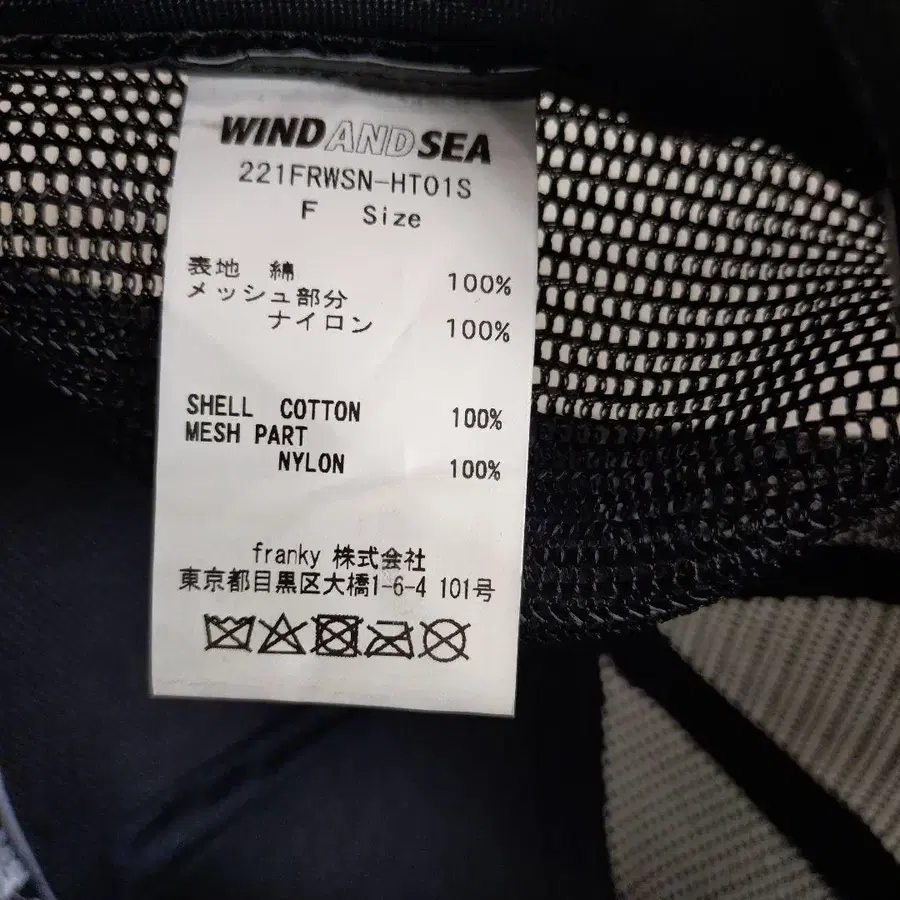 WIND AND SEA
221FRWSN-HT01S
F Size
表地 綿 100%
メッシュ部分
ナイロン 100%
SHELL COTTON 100%
MESH PART
NYLON 100%
franky 株式会社
東京都目黒区大橋1-6-4 101号